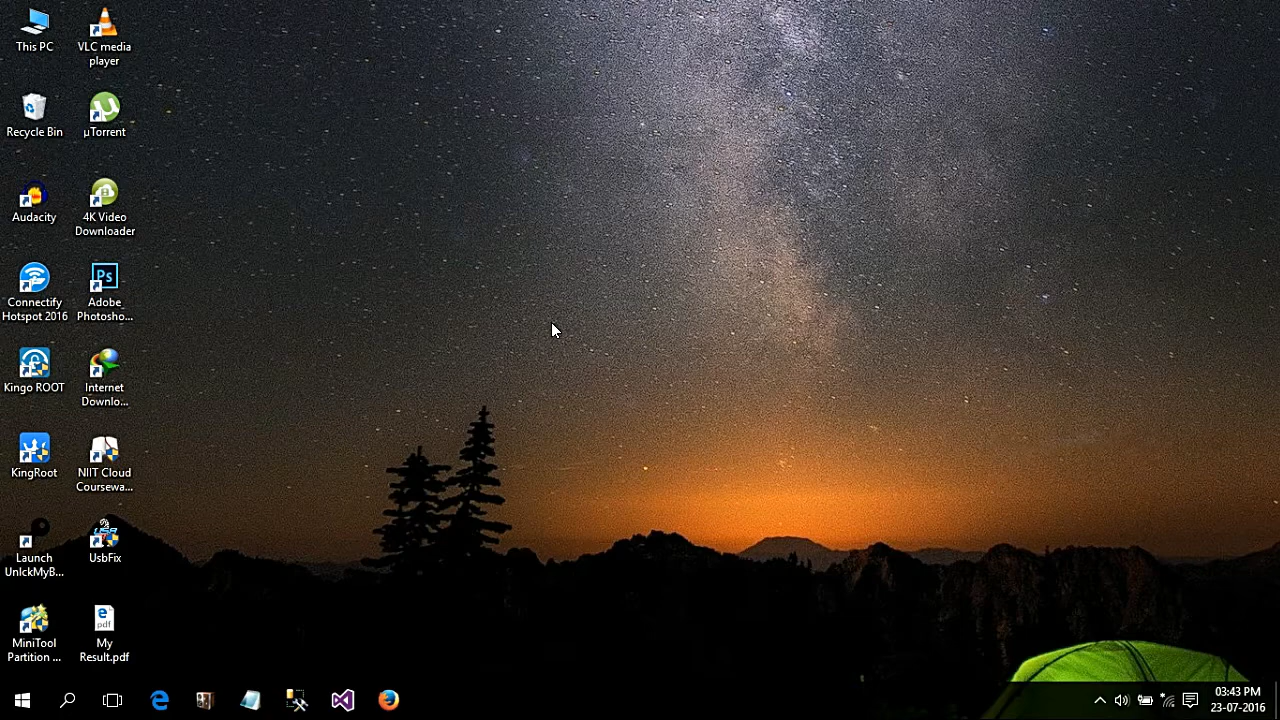 This PC
VLC media
player
Recycle Bin
µTorrent
Audacity
4K Video
Downloader
Connectify
Hotspot 2016
Ps
Adobe
Photosho...
Kingo ROOT
Internet
Downlo...
KingRoot
NIIT Cloud
Coursewa...
Launch
UnlckMyB...
UsbFix
MiniTool
Partition ...
pdf
My
Result.pdf
03:43 PM
23-07-2016